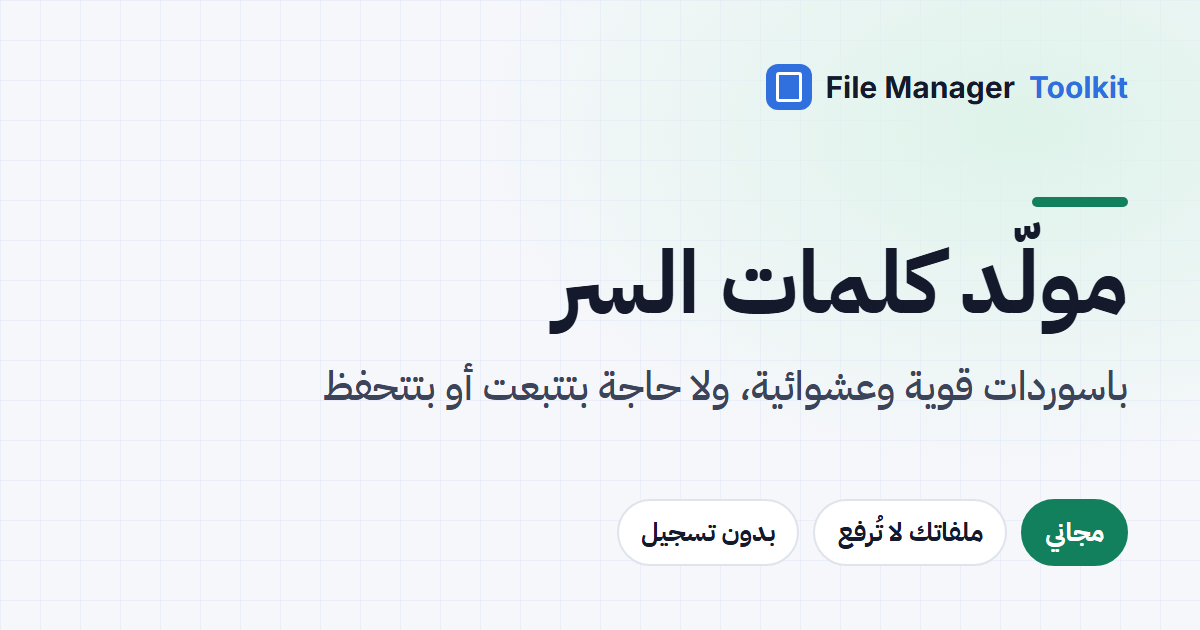 File Manager Toolkit
مولّد كلمات السر
باسوردات قوية وعشوائية، ولا حاجة بتتبعت أو بتتحفظ
مجاني
ملفاتك لا تُرفع
بدون تسجيل